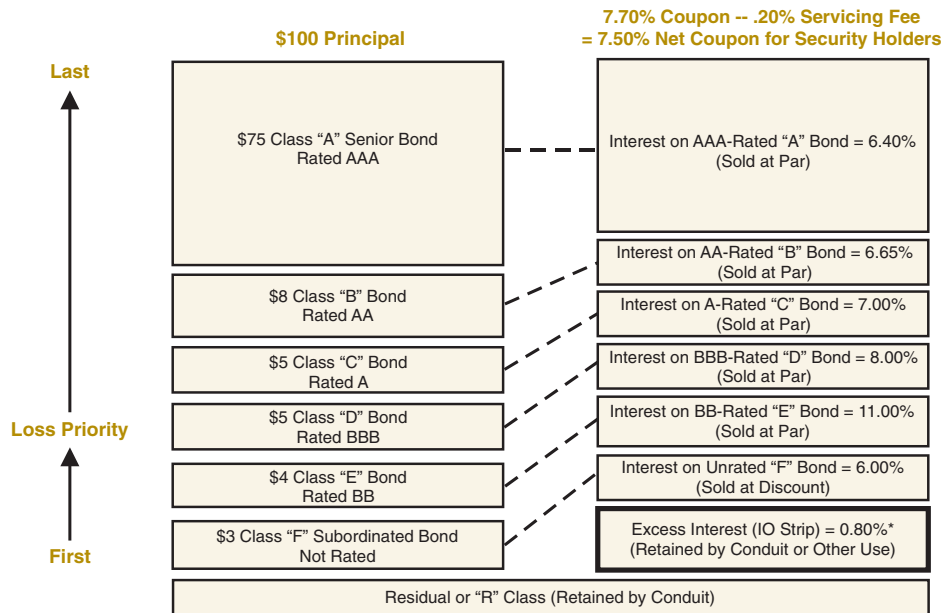 $100 Principal
7.70% Coupon -- .20% Servicing Fee
= 7.50% Net Coupon for Security Holders
Last
Loss Priority
First
$75 Class “A” Senior Bond
Rated AAA
Interest on AAA-Rated “A” Bond = 6.40%
(Sold at Par)
$8 Class “B” Bond
Rated AA
Interest on AA-Rated “B” Bond = 6.65%
(Sold at Par)
$5 Class “C” Bond
Rated A
Interest on A-Rated “C” Bond = 7.00%
(Sold at Par)
$5 Class “D” Bond
Rated BBB
Interest on BBB-Rated “D” Bond = 8.00%
(Sold at Par)
$4 Class “E” Bond
Rated BB
Interest on BB-Rated “E” Bond = 11.00%
(Sold at Par)
$3 Class “F” Subordinated Bond
Not Rated
Interest on Unrated “F” Bond = 6.00%
(Sold at Discount)
Excess Interest (IO Strip) = 0.80%*
(Retained by Conduit or Other Use)
Residual or “R” Class (Retained by Conduit)